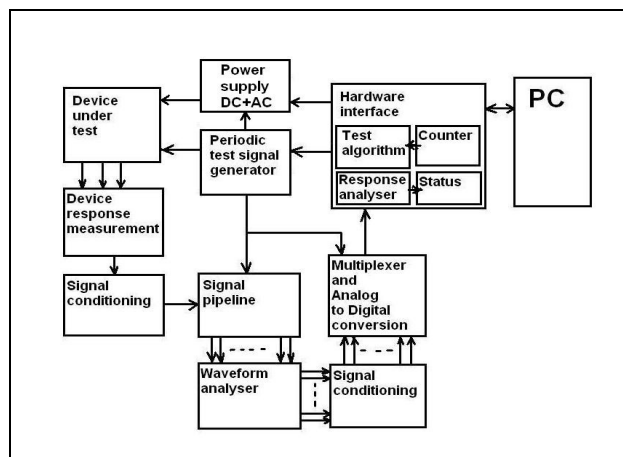 Power
supply
DC+AC
Device
under
test
Hardware
interface
PC
Test
algorithm
Counter
Periodic
test signal
generator
Response
analyser
Status
Device
response
measurement
Signal
conditioning
Signal
pipeline
Multiplexer
and
Analog
to Digital
conversion
Waveform
analyser
Signal
conditioning